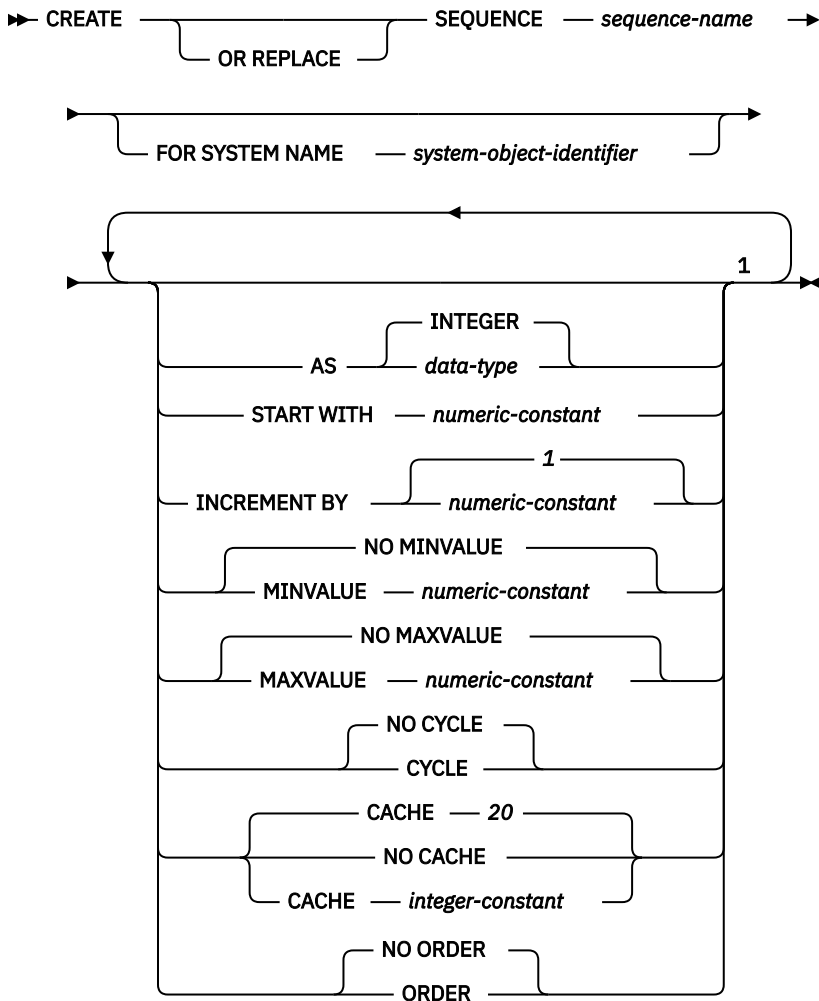 CREATE SEQUENCE sequence-name
OR REPLACE
FOR SYSTEM NAME system-object-identifier
1
INTEGER
AS data-type
START WITH numeric-constant
1
INCREMENT BY numeric-constant
NO MINVALUE
MINVALUE numeric-constant
NO MAXVALUE
MAXVALUE numeric-constant
NO CYCLE
CYCLE
CACHE 20
NO CACHE
CACHE integer-constant
NO ORDER
ORDER